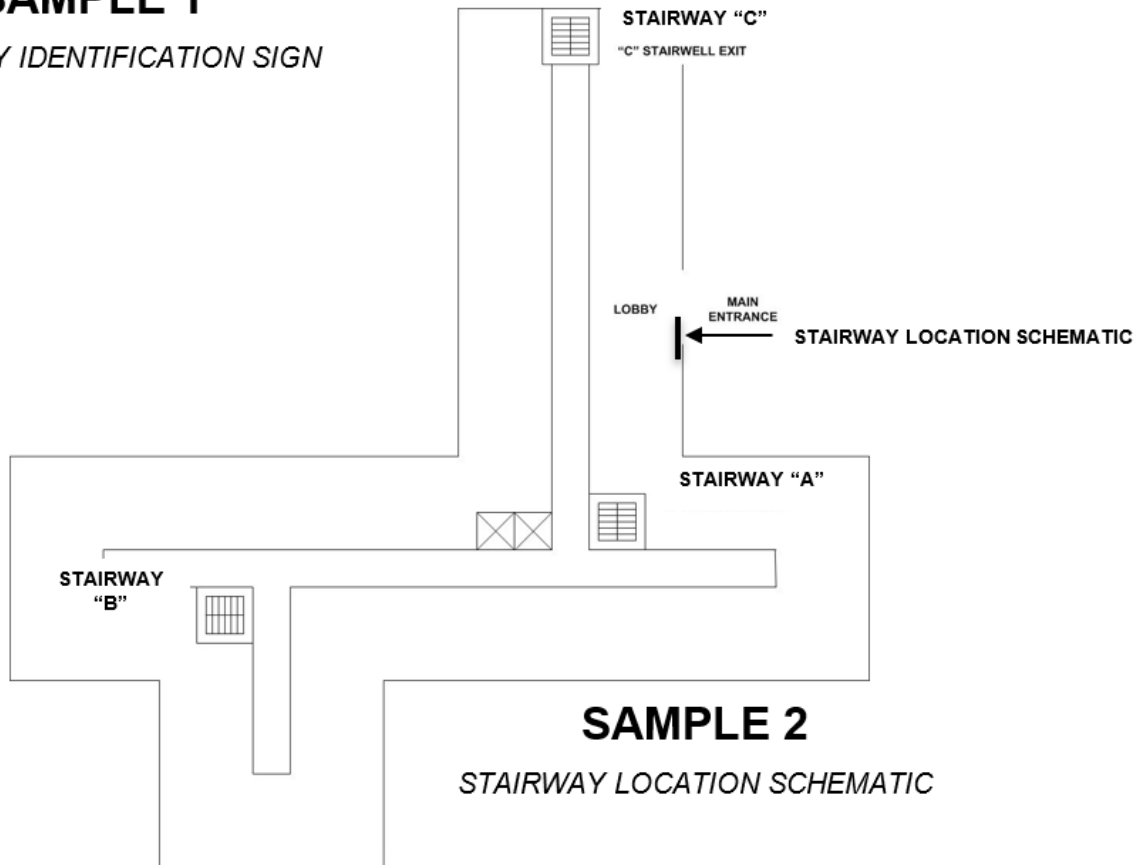 SAMPLE 1
IDENTIFICATION SIGN
STAIRWAY “C”
“C” STAIRWELL EXIT
LOBBY
MAIN
ENTRANCE
STAIRWAY LOCATION SCHEMATIC
STAIRWAY “A”
STAIRWAY
“B”
SAMPLE 2
STAIRWAY LOCATION SCHEMATIC